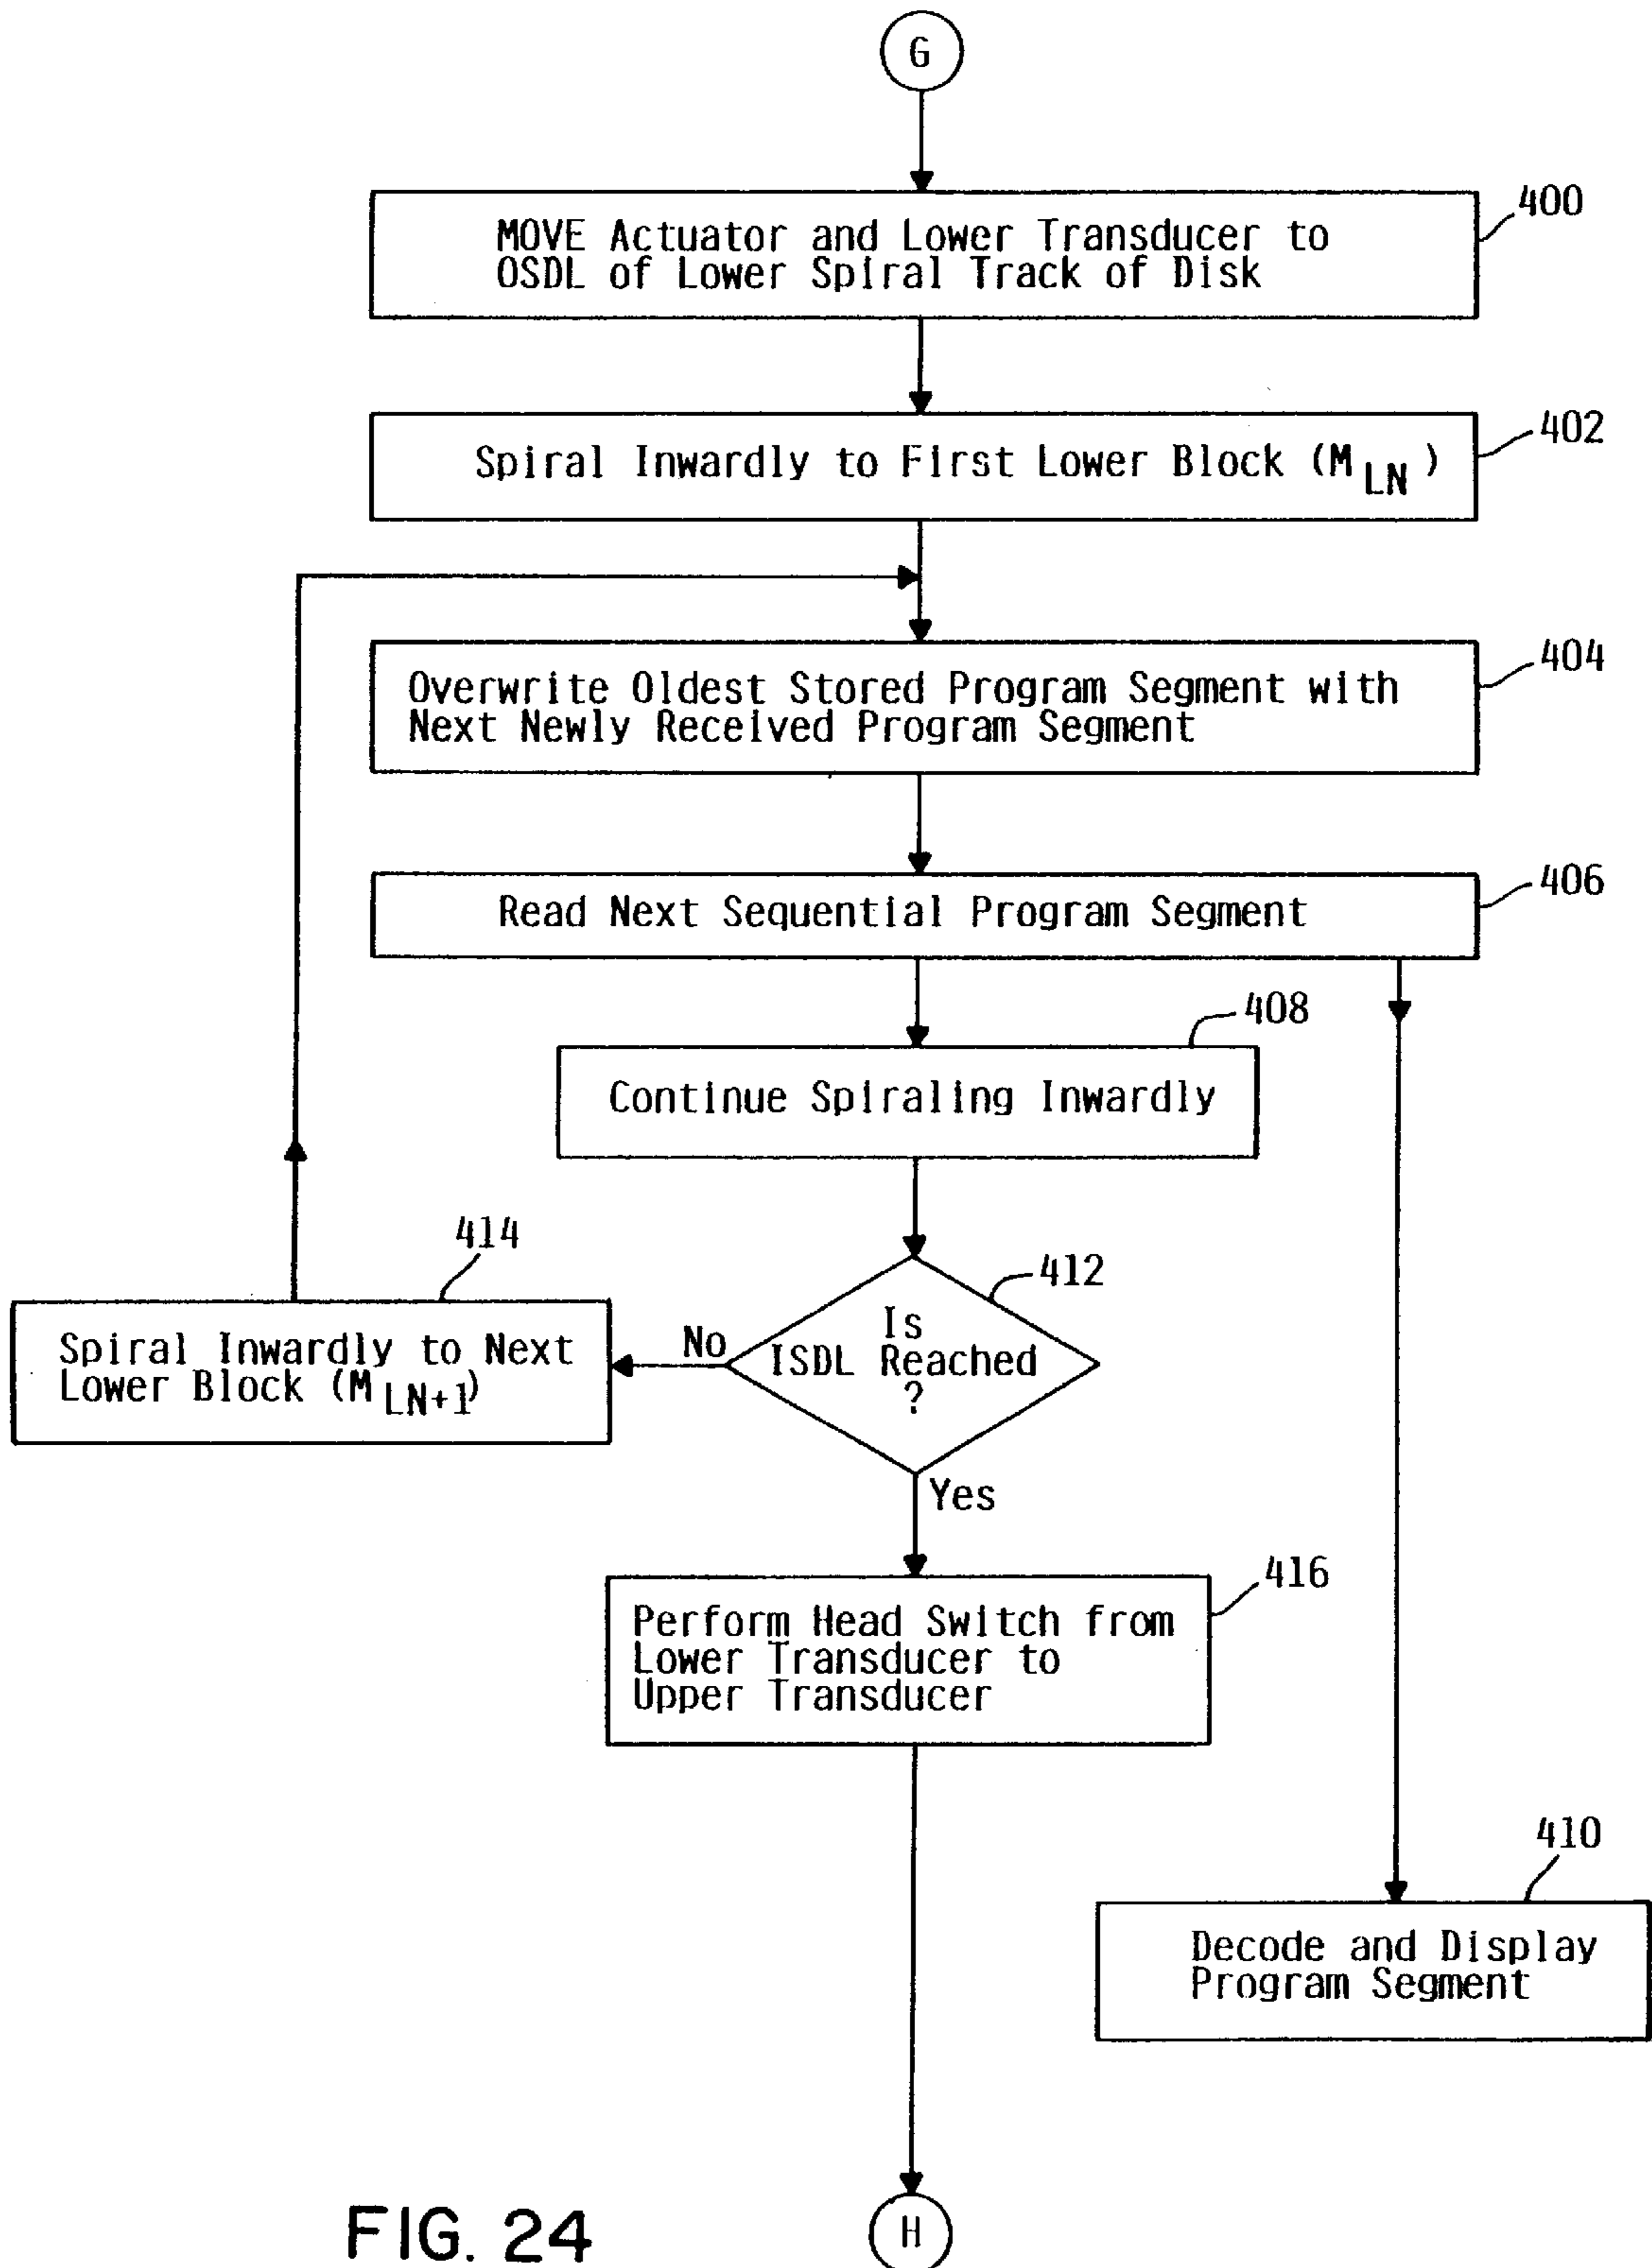 G
400
MOVE Actuator and Lower Transducer to
OSDL of Lower Spiral Track of Disk
402
Spiral Inwardly to First Lower Block (M LN )
404
Overwrite Oldest Stored Program Segment with
Next Newly Received Program Segment
406
Read Next Sequential Program Segment
408
Continue Spiraling Inwardly
414
412
Spiral Inwardly to Next
Lower Block (M LN+1)
No
Is
ISDL Reached
?
Yes
416
Perform Head Switch from
Lower Transducer to
Upper Transducer
410
Decode and Display
Program Segment
FIG. 24
H